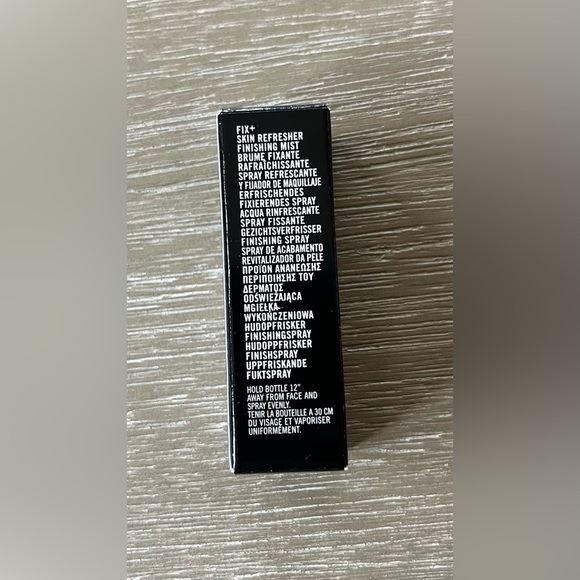 FIX+
SKIN REFRESHER
FINISHING MIST
BRUME FIXANTE
RAFRAÎCHISSANTE
SPRAY REFRESCANTE
Y FIJADOR DE MAQUILLAJE
ERFRISCHENDES
FIXIERENDES SPRAY
ACQUA RINFRESCANTE
SPRAY FISSANTE
GEZICHTSVERFRISSER
FINISHING SPRAY
SPRAY DE ACABAMENTO
REVITALIZADOR DA PELE
ΠΡΟΪΟΝ ΑΝΑΝΕΩΣΗΣ
ΠΕΡΙΠΟΙΗΣΗΣ ΤΟΥ
ΔΕΡΜΑΤΟΣ
ODŚWIEŻAJĄCA
MGIEŁKA
WYKOŃCZENIOWA
HUDOPFRISKER
FINISHINGSPRAY
HUDOPPFRISKER
FINISHSPRAY
UPPFRISKANDE
FUKTSPRAY
HOLD BOTTLE 12"
AWAY FROM FACE AND
SPRAY EVENLY.
TENIR LA BOUTEILLE A 30 CM
DU VISAGE ET VAPORISER
UNIFORMÉMENT.